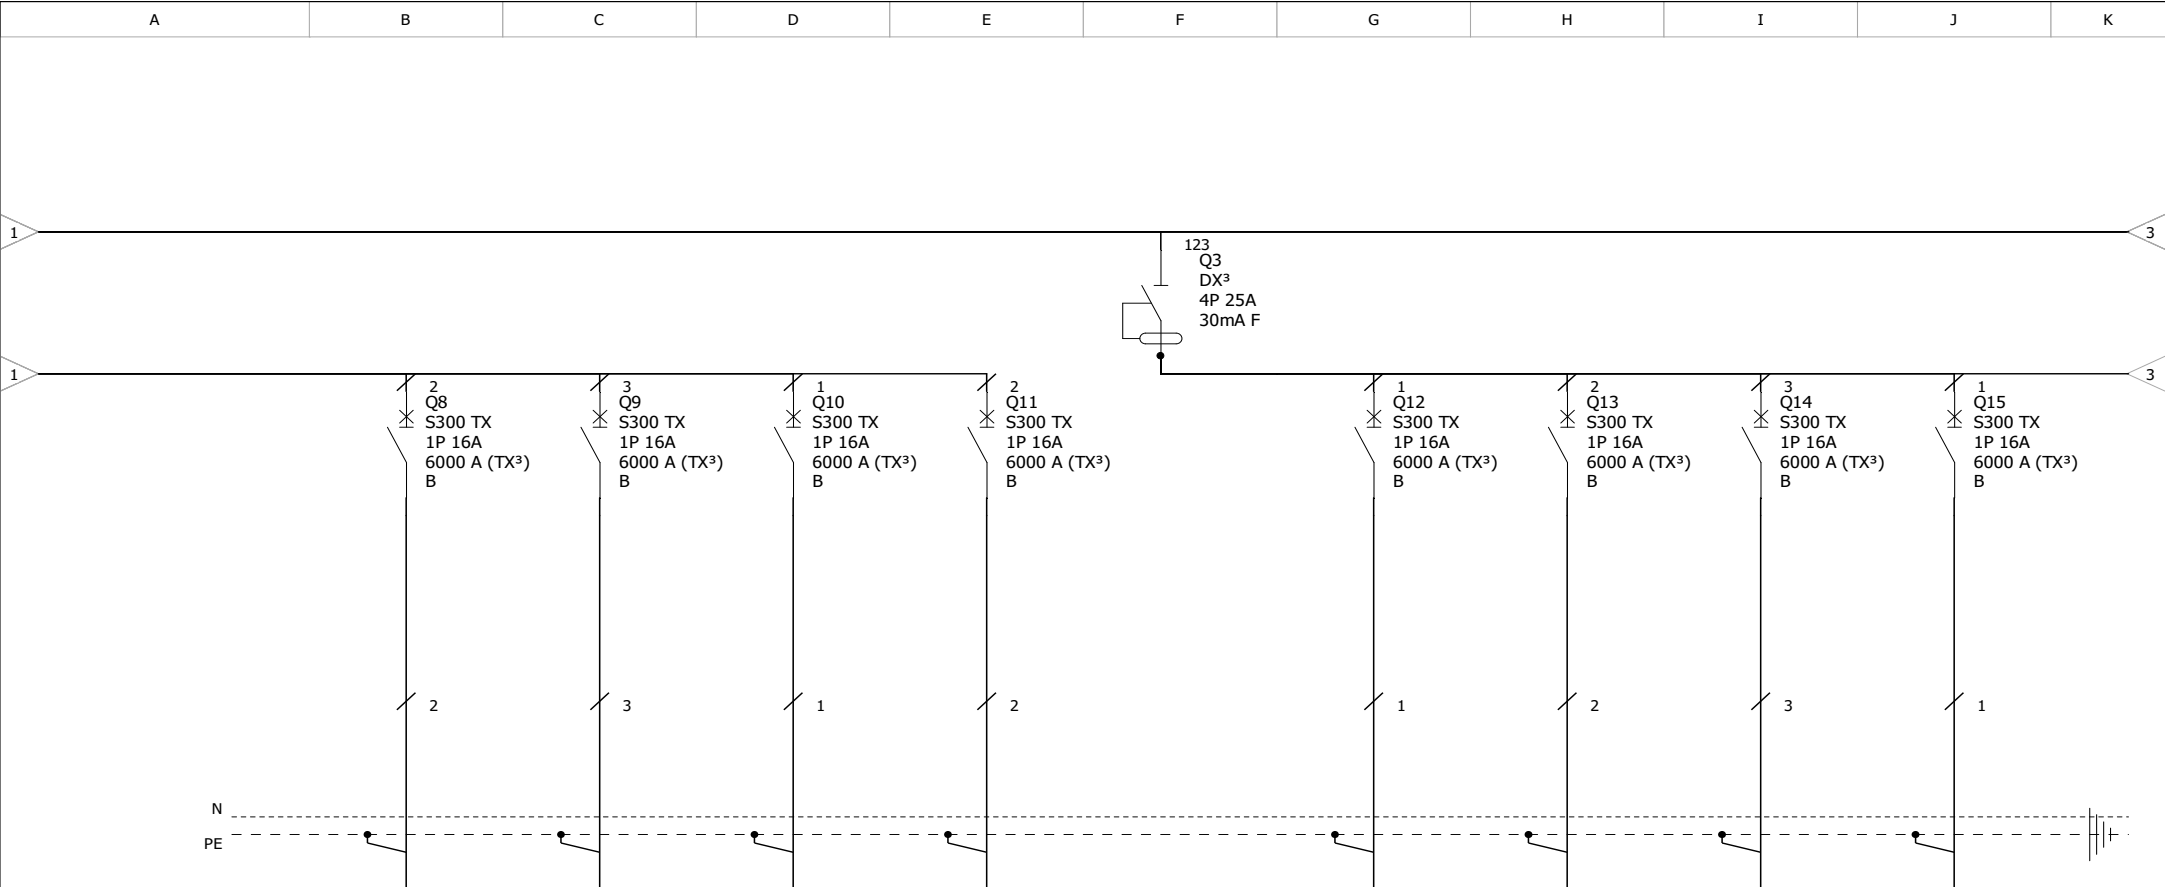 A B C D E F G H I J K
1 3
123
Q3
DX³
4P 25A
30mA F
1 3
2 3 1 2 1 2 3 1
Q8 Q9 Q10 Q11 Q12 Q13 Q14 Q15
S300 TX S300 TX S300 TX S300 TX S300 TX S300 TX S300 TX S300 TX
1P 16A 1P 16A 1P 16A 1P 16A 1P 16A 1P 16A 1P 16A 1P 16A
6000 A (TX³) 6000 A (TX³) 6000 A (TX³) 6000 A (TX³) 6000 A (TX³) 6000 A (TX³) 6000 A (TX³) 6000 A (TX³)
B B B B B B B B
2 3 1 2 1 2 3 1
N
PE